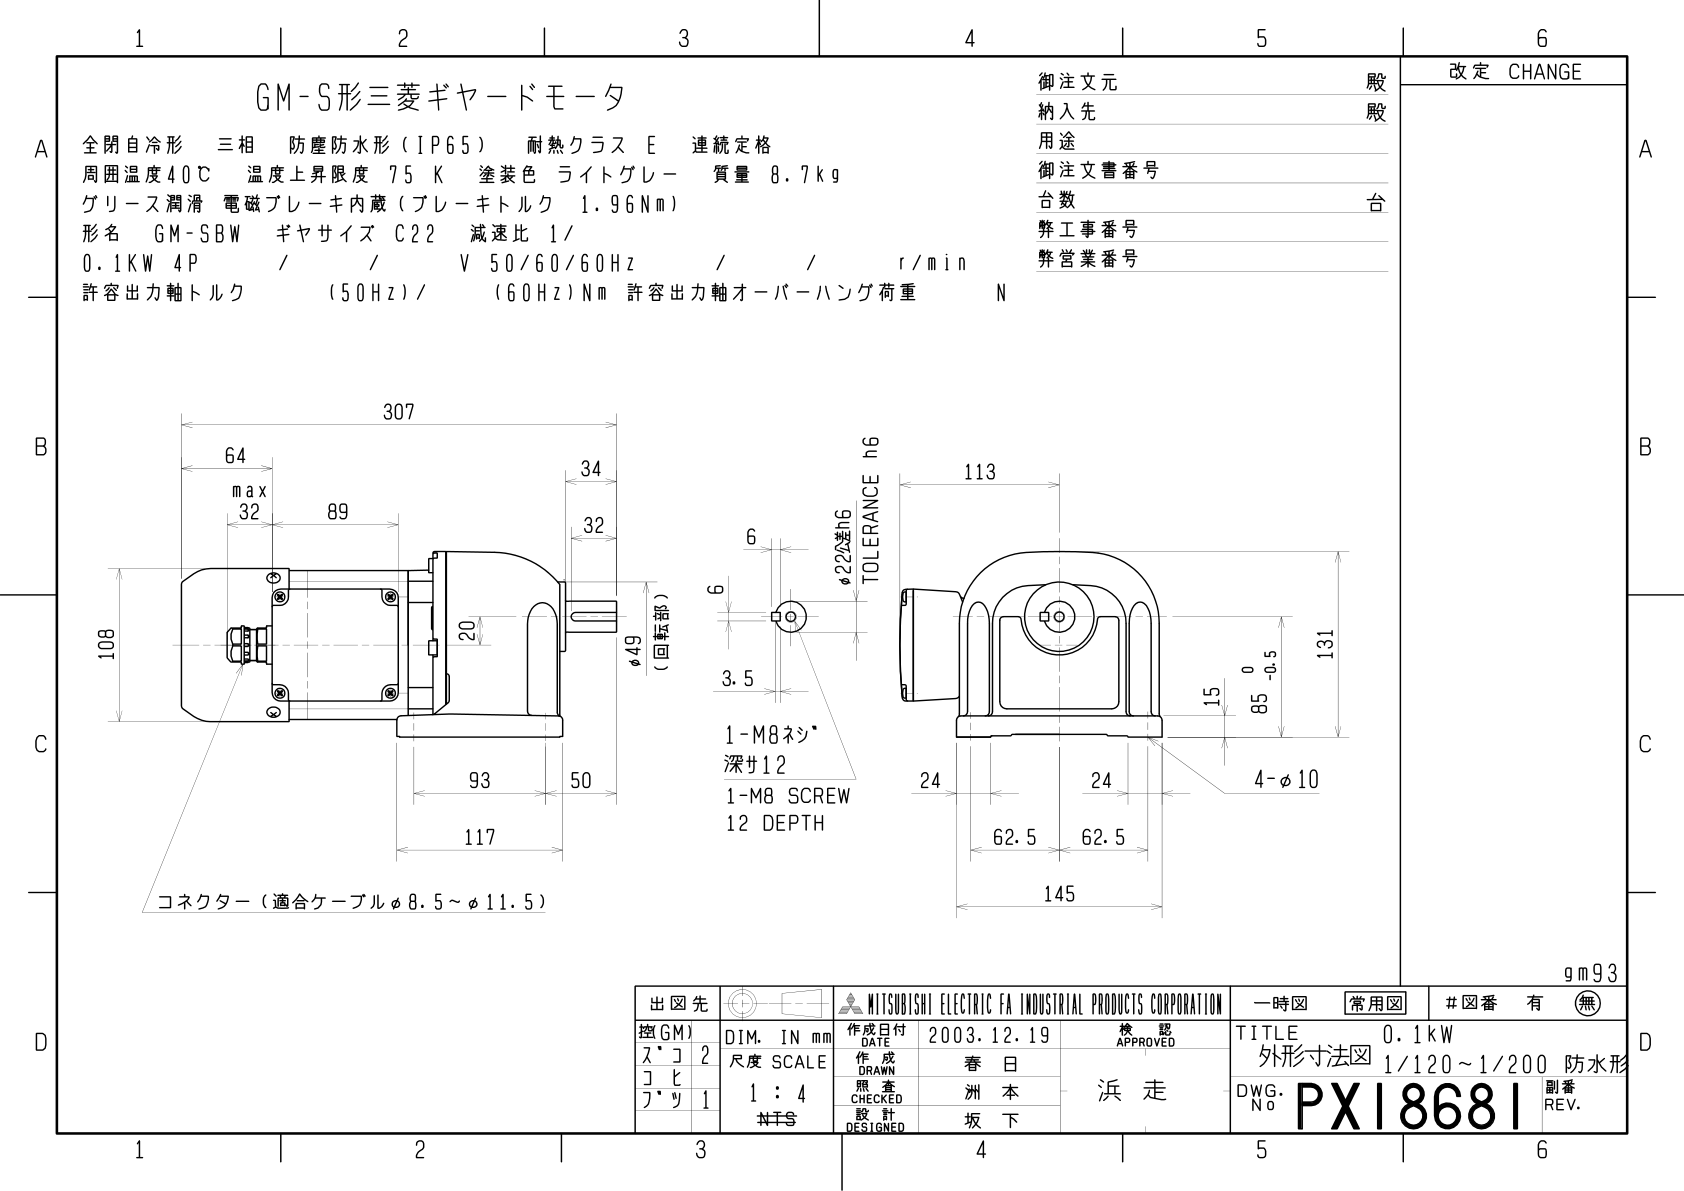 1 2 3 4 5 6
改定 CHANGE
GM-S形三菱ギヤードモータ
全閉自冷形 三相 防塵防水形(IP65) 耐熱クラス E 連続定格
周囲温度40℃ 温度上昇限度 75 K 塗装色 ライトグレー 質量 8.7kg
グリース潤滑 電磁ブレーキ内蔵(ブレーキトルク 1.96Nm)
形名 GM-SBW ギヤサイズ C22 減速比 1/
0.1KW 4P / / V 50/60/60Hz / / r/min
許容出力軸トルク (50Hz)/ (60Hz)Nm 許容出力軸オーバーハング荷重 N
御注文元 殿
納入先 殿
用途
御注文書番号
台数 台
弊工事番号
弊営業番号
A A
B B
C C
D D
307
64
34
max
32
89
32
108
20
φ49
(回転部)
93
50
117
コネクター(適合ケーブルφ8.5~φ11.5)
6
6
φ22公差h6
TOLERANCE h6
3.5
1-M8ネジ
深サ12
1-M8 SCREW
12 DEPTH
113
131
15
85 0 -0.5
24
24
4-φ10
62.5
62.5
145
gm93
出図先
控(GM)
ズコ 2
コヒ
ブツ 1
DIM. IN mm
尺度 SCALE
1 : 4
NTS
MITSUBISHI ELECTRIC FA INDUSTRIAL PRODUCTS CORPORATION
作成日付 DATE 2003.12.19
検認 APPROVED
作成 DRAWN 春日
照査 CHECKED 洲本
浜走
設計 DESIGNED 坂下
一時図 常用図 #図番 有 無
TITLE 0.1kW
外形寸法図 1/120~1/200 防水形
DWG. No PX18681
副番 REV.
1 2 3 4 5 6